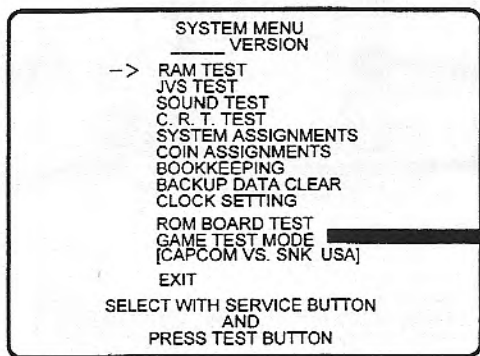 SYSTEM MENU
_____ VERSION
-> RAM TEST
JVS TEST
SOUND TEST
C. R. T. TEST
SYSTEM ASSIGNMENTS
COIN ASSIGNMENTS
BOOKKEEPING
BACKUP DATA CLEAR
CLOCK SETTING
ROM BOARD TEST
GAME TEST MODE
[CAPCOM VS. SNK USA]
EXIT
SELECT WITH SERVICE BUTTON
AND
PRESS TEST BUTTON